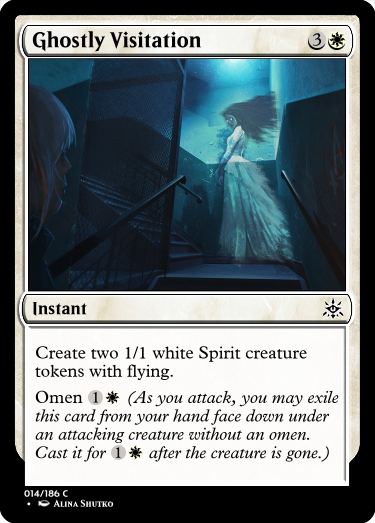 Ghostly Visitation 3
Instant
Create two 1/1 white Spirit creature
tokens with flying.
Omen 1 (As you attack, you may exile
this card from your hand face down under
an attacking creature without an omen.
Cast it for 1 after the creature is gone.)
014/186 C
• Alina Shutko